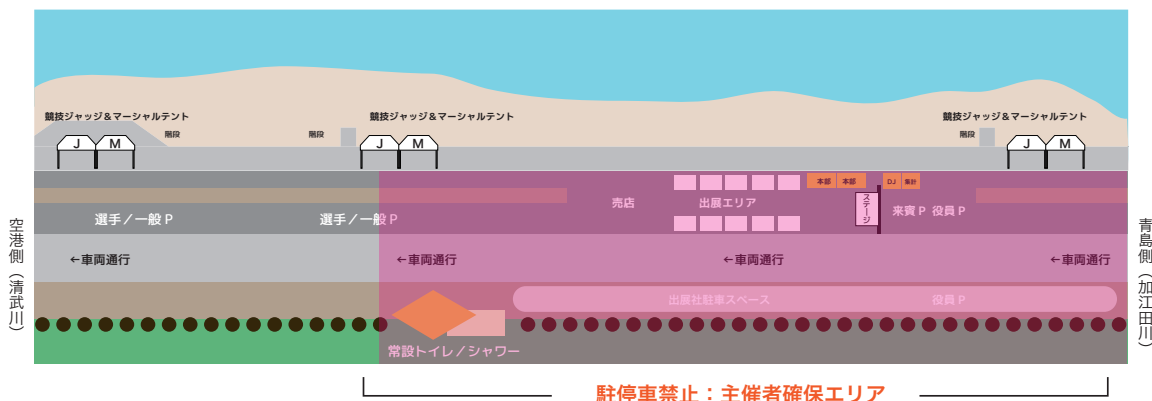 競技ジャッジ&マーシャルテント
競技ジャッジ&マーシャルテント
競技ジャッジ&マーシャルテント
階段
階段
階段
J M
J M
J M
本部 本部
DJ 集計
売店
出展エリア
ステージ
来賓 P 役員 P
選手/一般 P
選手/一般 P
←車両通行
←車両通行
←車両通行
←車両通行
出展社駐車スペース
役員 P
常設トイレ/シャワー
空港側(清武川)
青島側(加江田川)
駐停車禁止:主催者確保エリア